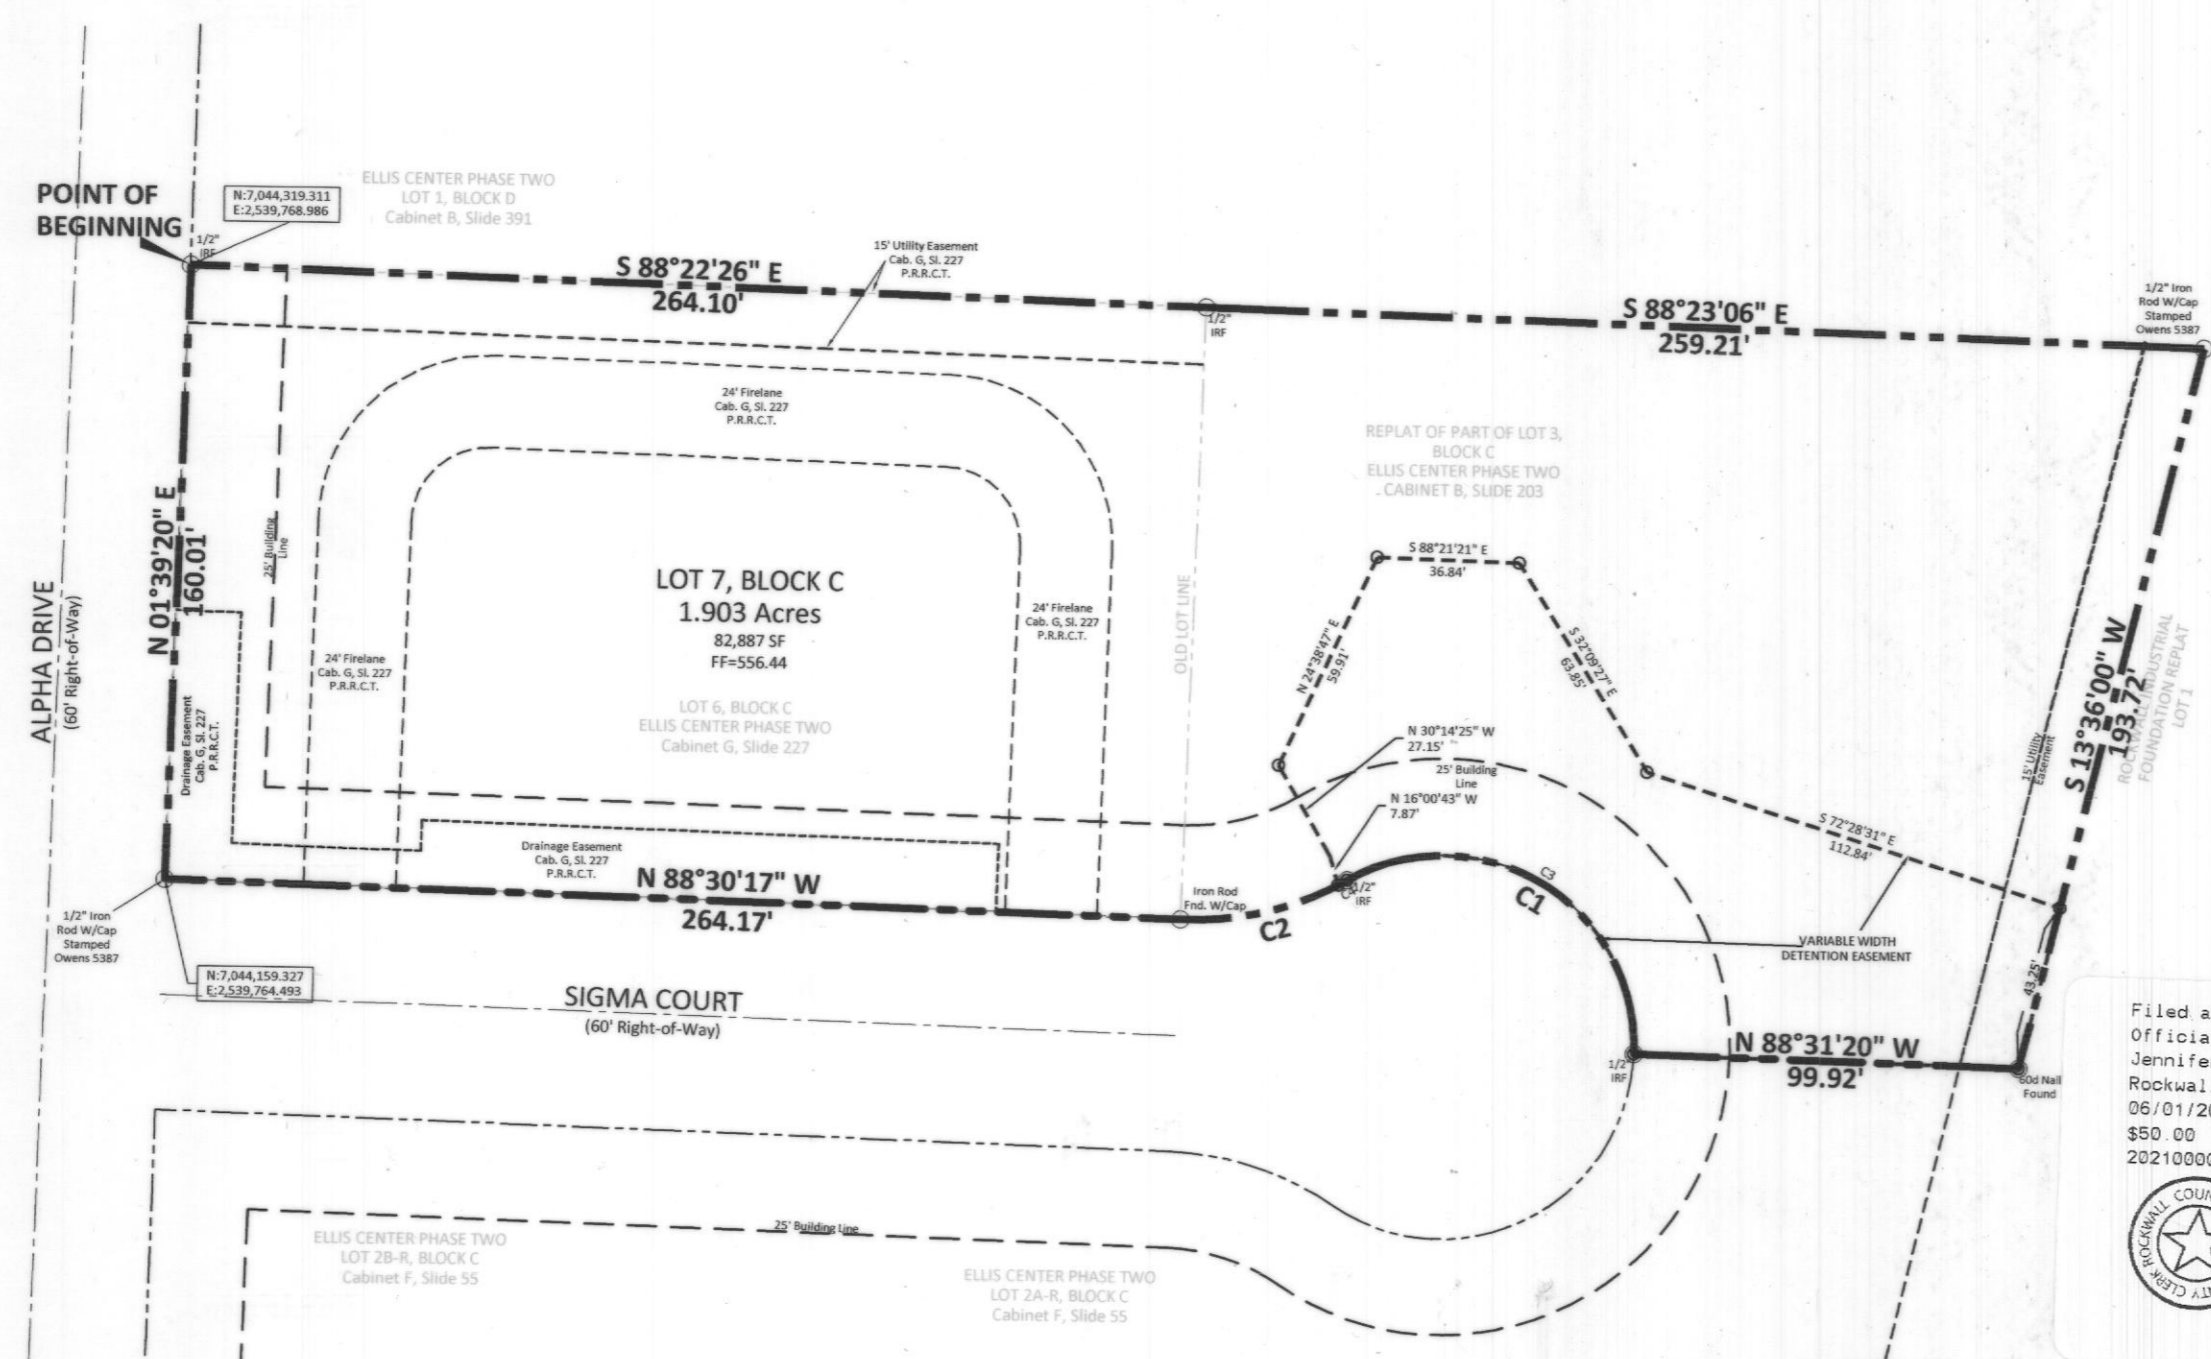 POINT OF
BEGINNING
N:7,044,319.311
E:2,539,768.986
1/2"
IRF
ELLIS CENTER PHASE TWO
LOT 1, BLOCK D
Cabinet B, Slide 391
S 88°22'26" E
264.10'
15' Utility Easement
Cab. G, Sl. 227
P.R.R.C.T.
1/2"
IRF
S 88°23'06" E
259.21'
1/2" Iron
Rod W/Cap
Stamped
Owens 5387
24' Firelane
Cab. G, Sl. 227
P.R.R.C.T.
REPLAT OF PART OF LOT 3,
BLOCK C
ELLIS CENTER PHASE TWO
CABINET B, SLIDE 203
ALPHA DRIVE
(60' Right-of-Way)
N 01°39'20" E
160.01'
25' Building
Line
LOT 7, BLOCK C
1.903 Acres
82,887 SF
FF=556.44
LOT 6, BLOCK C
ELLIS CENTER PHASE TWO
Cabinet G, Slide 227
24' Firelane
Cab. G, Sl. 227
P.R.R.C.T.
24' Firelane
Cab. G, Sl. 227
P.R.R.C.T.
OLD LOT LINE
Drainage Easement
Cab. G, Sl. 227
P.R.R.C.T.
S 88°21'21" E
36.84'
N 24°38'47" E
59.91'
S 32°09'27" E
63.85'
N 30°14'25" W
27.15'
25' Building
Line
N 16°00'43" W
7.87'
S 72°28'31" E
112.84'
15' Utility
Easement
S 13°36'00" W
193.72'
ROCKWALL INDUSTRIAL
FOUNDATION REPLAT
LOT 1
Drainage Easement
Cab. G, Sl. 227
P.R.R.C.T.
N 88°30'17" W
264.17'
Iron Rod
Fnd. W/Cap
C2
1/2"
IRF
C3
C1
VARIABLE WIDTH
DETENTION EASEMENT
43.25'
1/2" Iron
Rod W/Cap
Stamped
Owens 5387
N:7,044,159.327
E:2,539,764.493
SIGMA COURT
(60' Right-of-Way)
1/2"
IRF
N 88°31'20" W
99.92'
60d Nail
Found
Filed a
Officia
Jennife
Rockwal
06/01/20
$50.00
20210000
ROCKWALL COUN
TY CLERK
25' Building Line
ELLIS CENTER PHASE TWO
LOT 2B-R, BLOCK C
Cabinet F, Slide 55
ELLIS CENTER PHASE TWO
LOT 2A-R, BLOCK C
Cabinet F, Slide 55